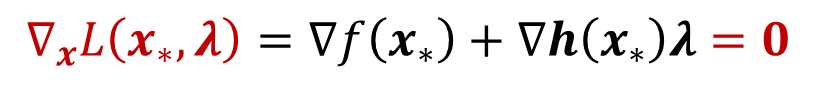 ∇ₓL(x∗, λ) = ∇f(x∗) + ∇h(x∗)λ = 0